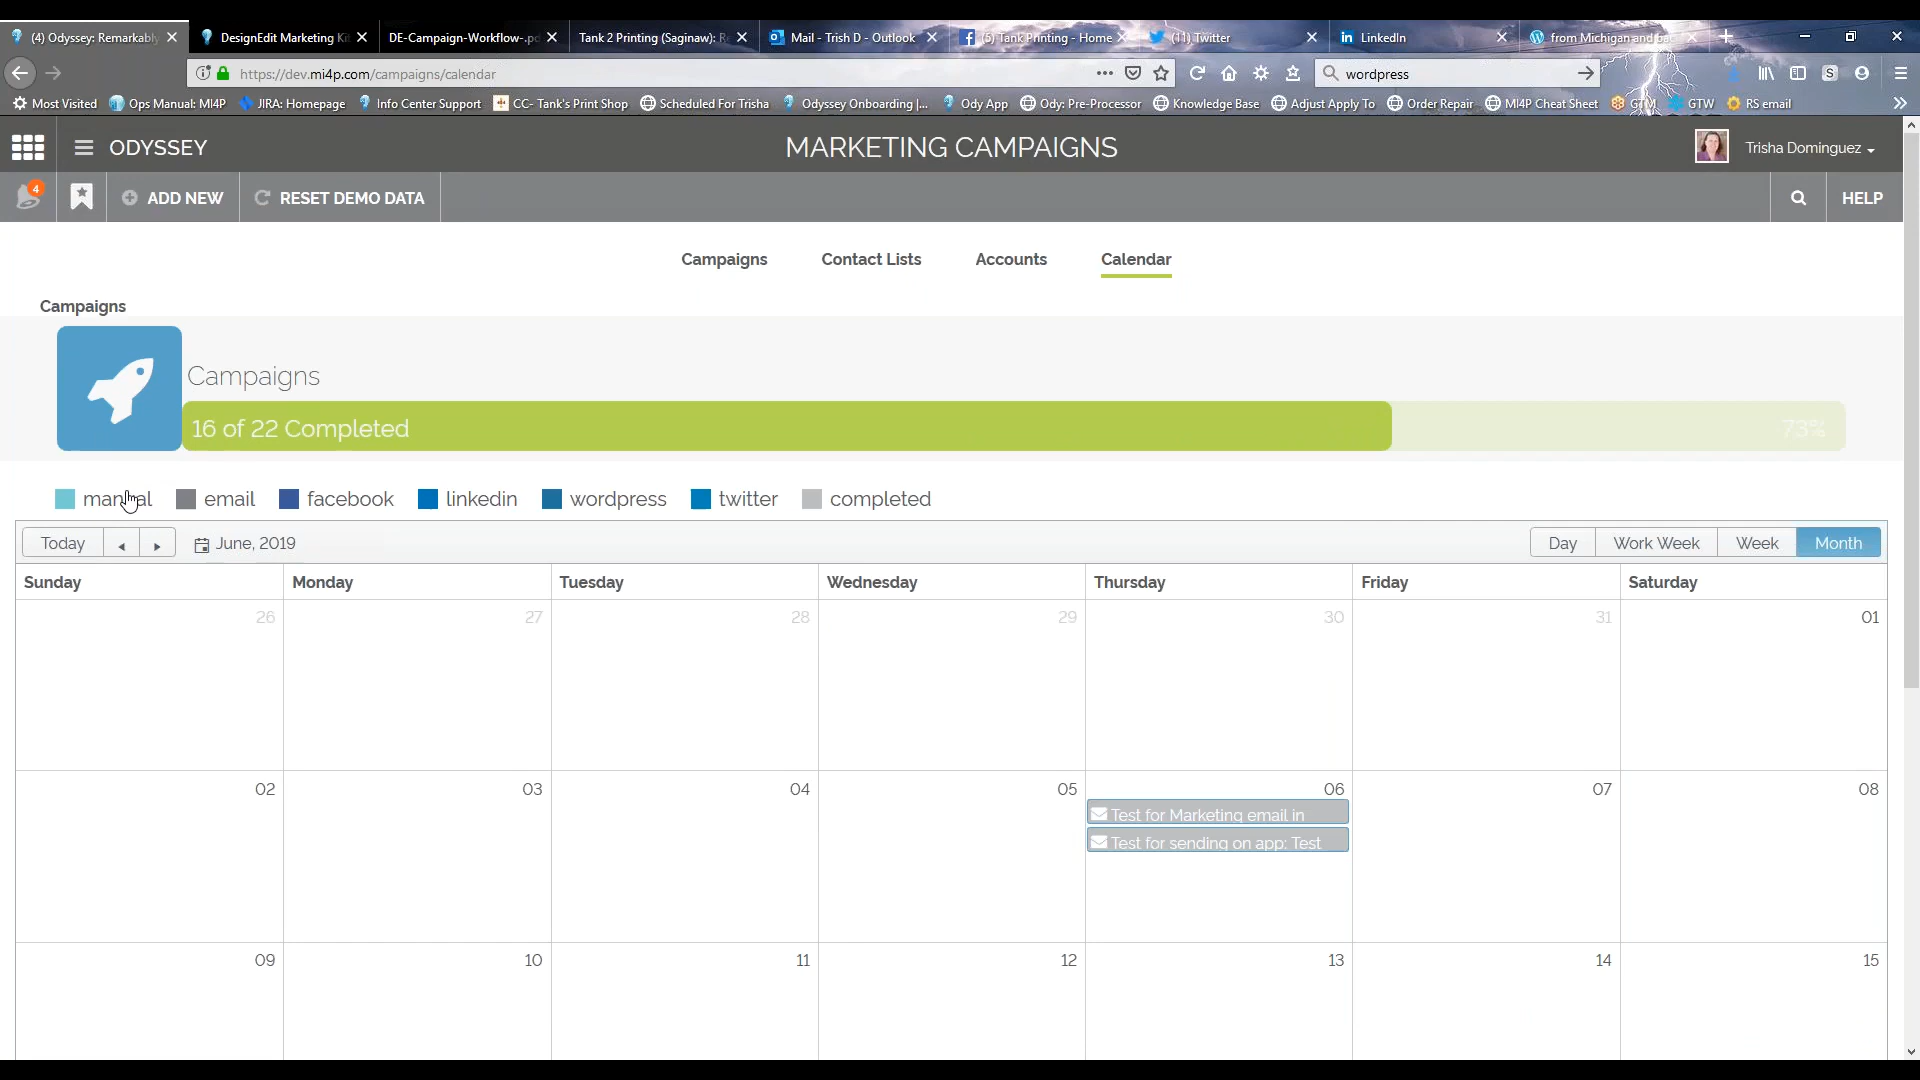 (4) Odyssey: Remarkably
DesignEdit Marketing Ki
DE-Campaign-Workflow-.pd
Tank 2 Printing (Saginaw): R
Mail - Trish D - Outlook
(5) Tank Printing - Home
(11) Twitter
LinkedIn
from Michigan and
https://dev.mi4p.com/campaigns/calendar
wordpress
Most Visited
Ops Manual: MI4P
JIRA: Homepage
Info Center Support
CC- Tank's Print Shop
Scheduled For Trisha
Odyssey Onboarding |...
Ody App
Ody: Pre-Processor
Knowledge Base
Adjust Apply To
Order Repair
MI4P Cheat Sheet
GTM
GTW
RS email
ODYSSEY
MARKETING CAMPAIGNS
Trisha Dominguez
4
ADD NEW
RESET DEMO DATA
HELP
Campaigns
Contact Lists
Accounts
Calendar
Campaigns
Campaigns
16 of 22 Completed
73%
manual
email
facebook
linkedin
wordpress
twitter
completed
Today
June, 2019
Day
Work Week
Week
Month
Sunday
Monday
Tuesday
Wednesday
Thursday
Friday
Saturday
26
27
28
29
30
31
01
02
03
04
05
06
07
08
Test for Marketing email in
Test for sending on app: Test
09
10
11
12
13
14
15